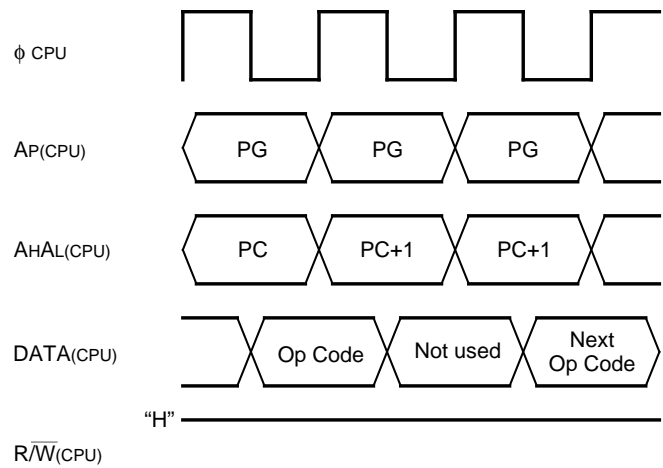 ϕ CPU
AP(CPU) PG PG PG
AHAL(CPU) PC PC+1 PC+1
DATA(CPU) Op Code Not used Next Op Code
“H”
R/W̅(CPU)